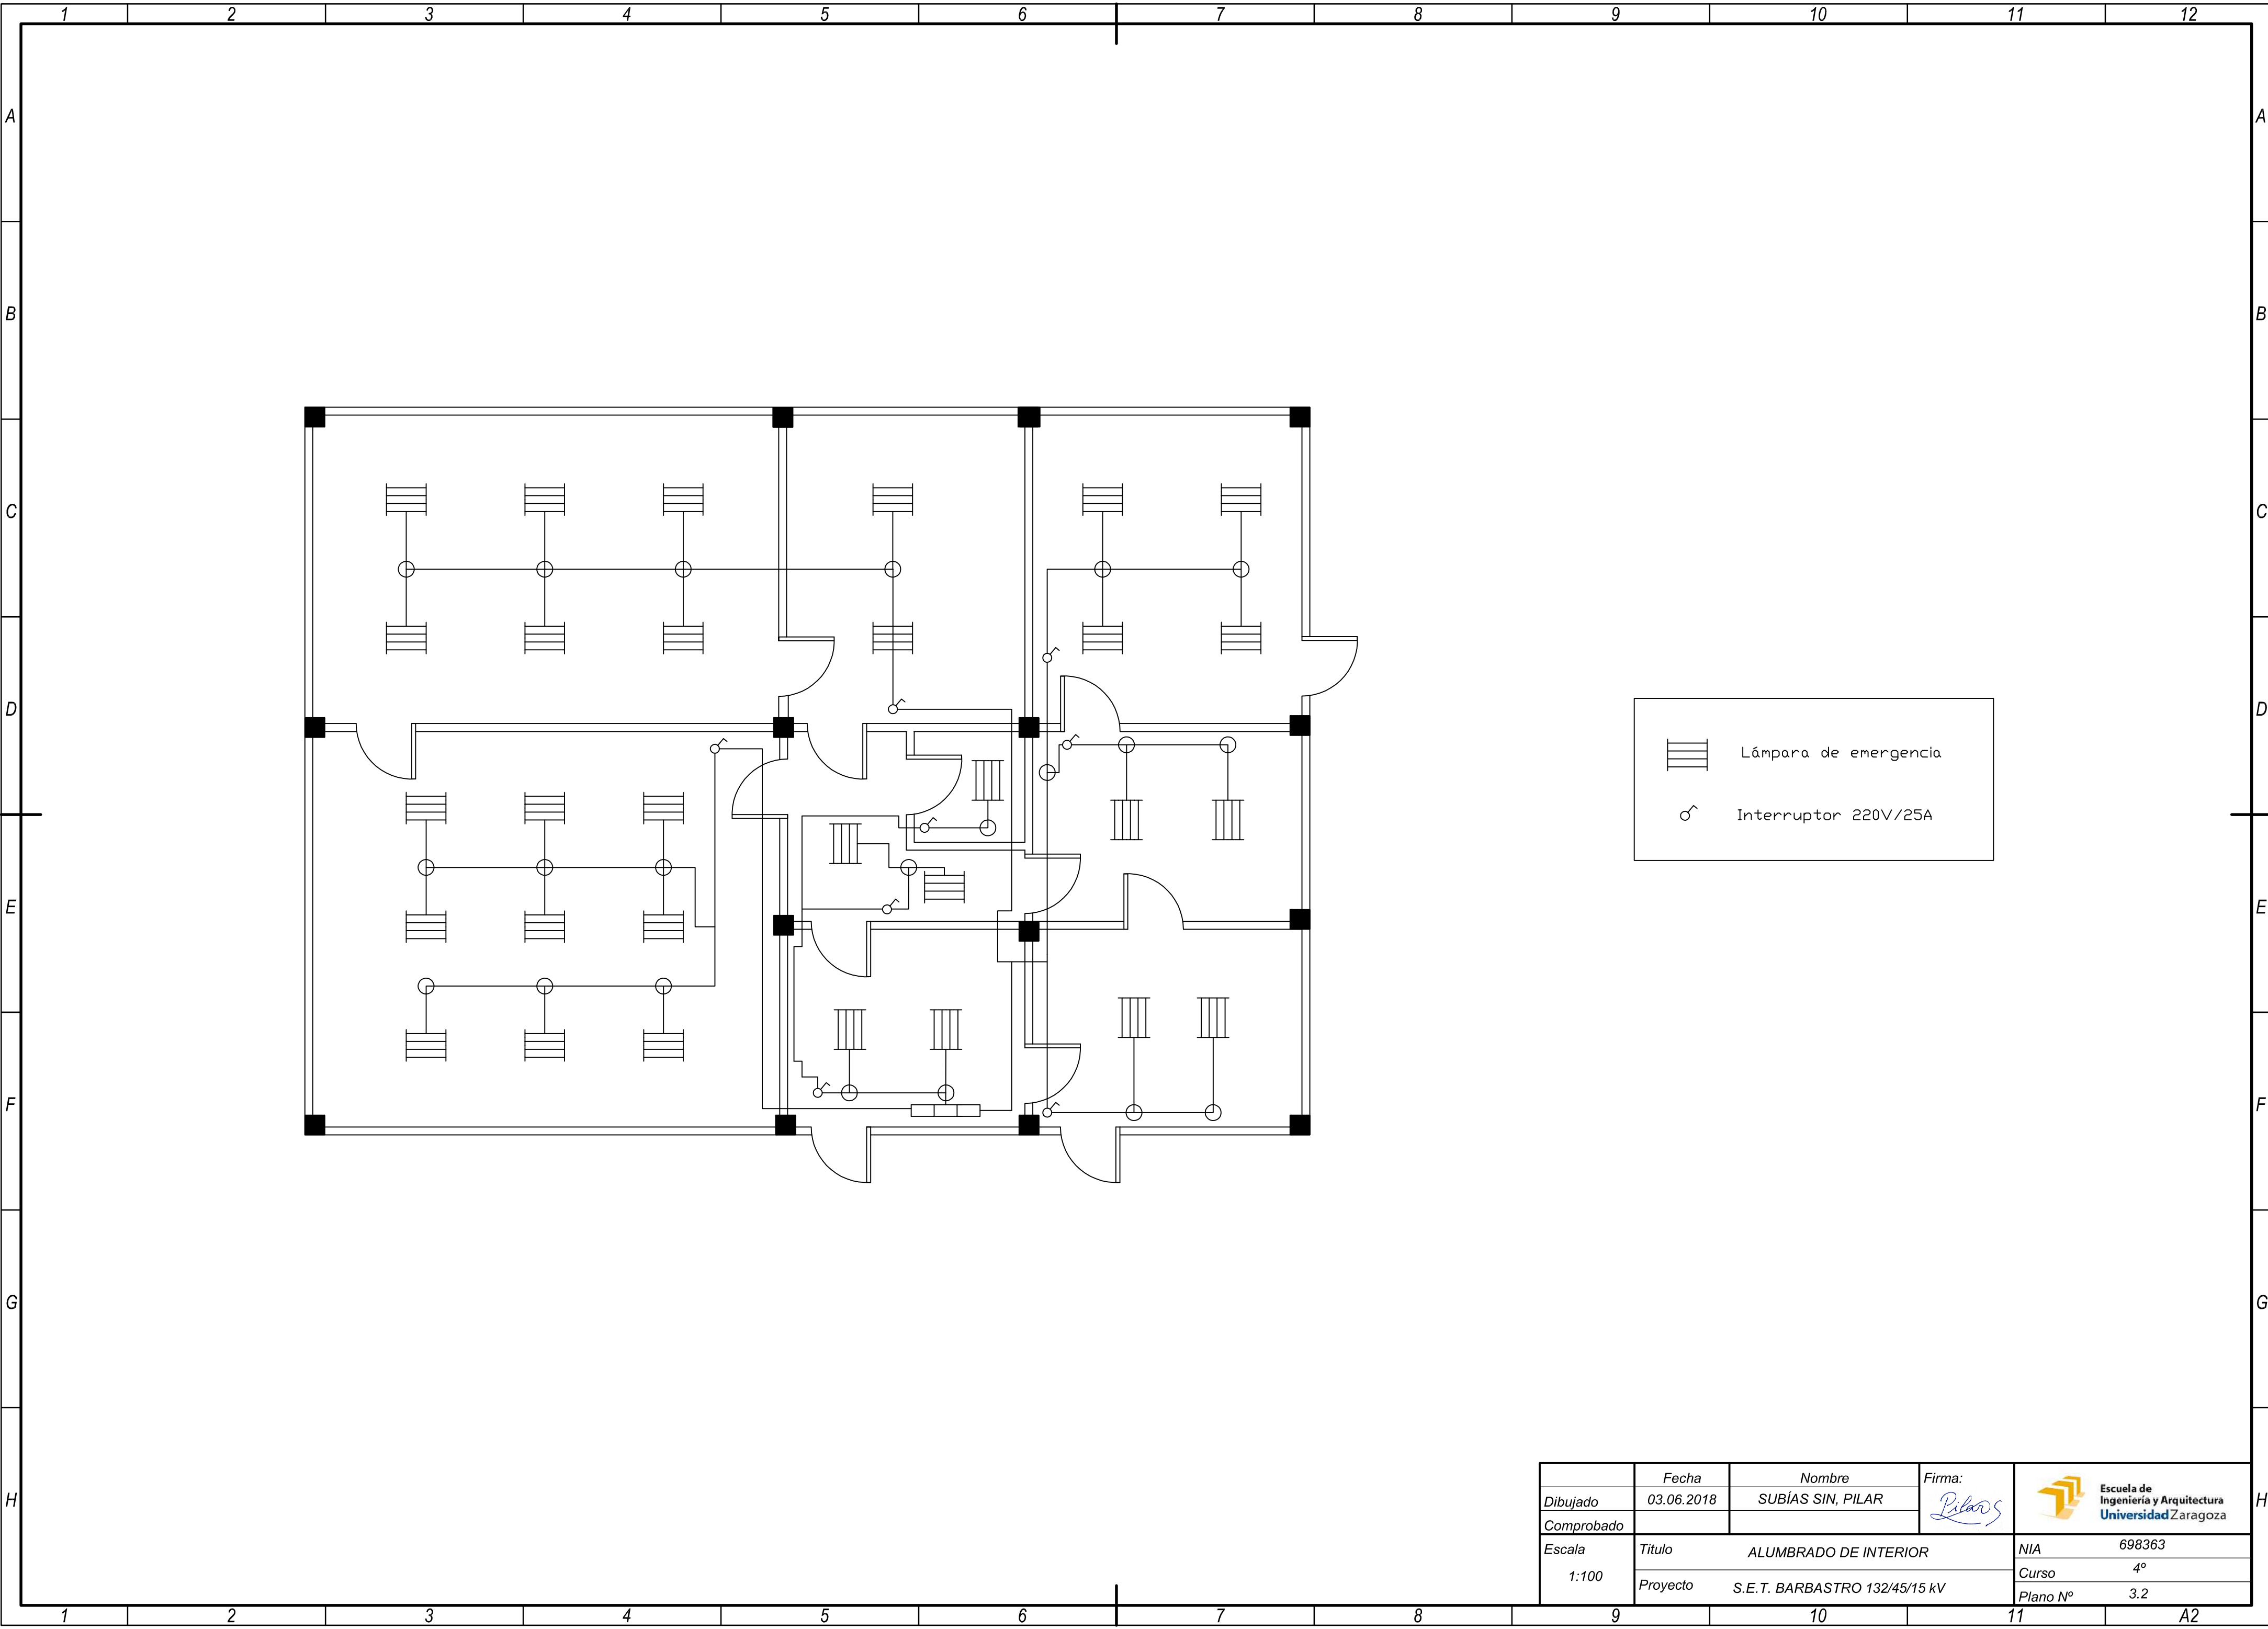 1 2 3 4 5 6 7 8 9 10 11 12
A A
B B
C C
D D
Lámpara de emergencia
Interruptor 220V/25A
E E
F F
G G
H H
Fecha Nombre Firma:
Dibujado 03.06.2018 SUBÍAS SIN, PILAR
Pilar S
Comprobado
Escuela de
Ingeniería y Arquitectura
Universidad Zaragoza
Escala
1:100
Titulo ALUMBRADO DE INTERIOR
Proyecto S.E.T. BARBASTRO 132/45/15 kV
NIA 698363
Curso 4º
Plano Nº 3.2
1 2 3 4 5 6 7 8 9 10 11 A2